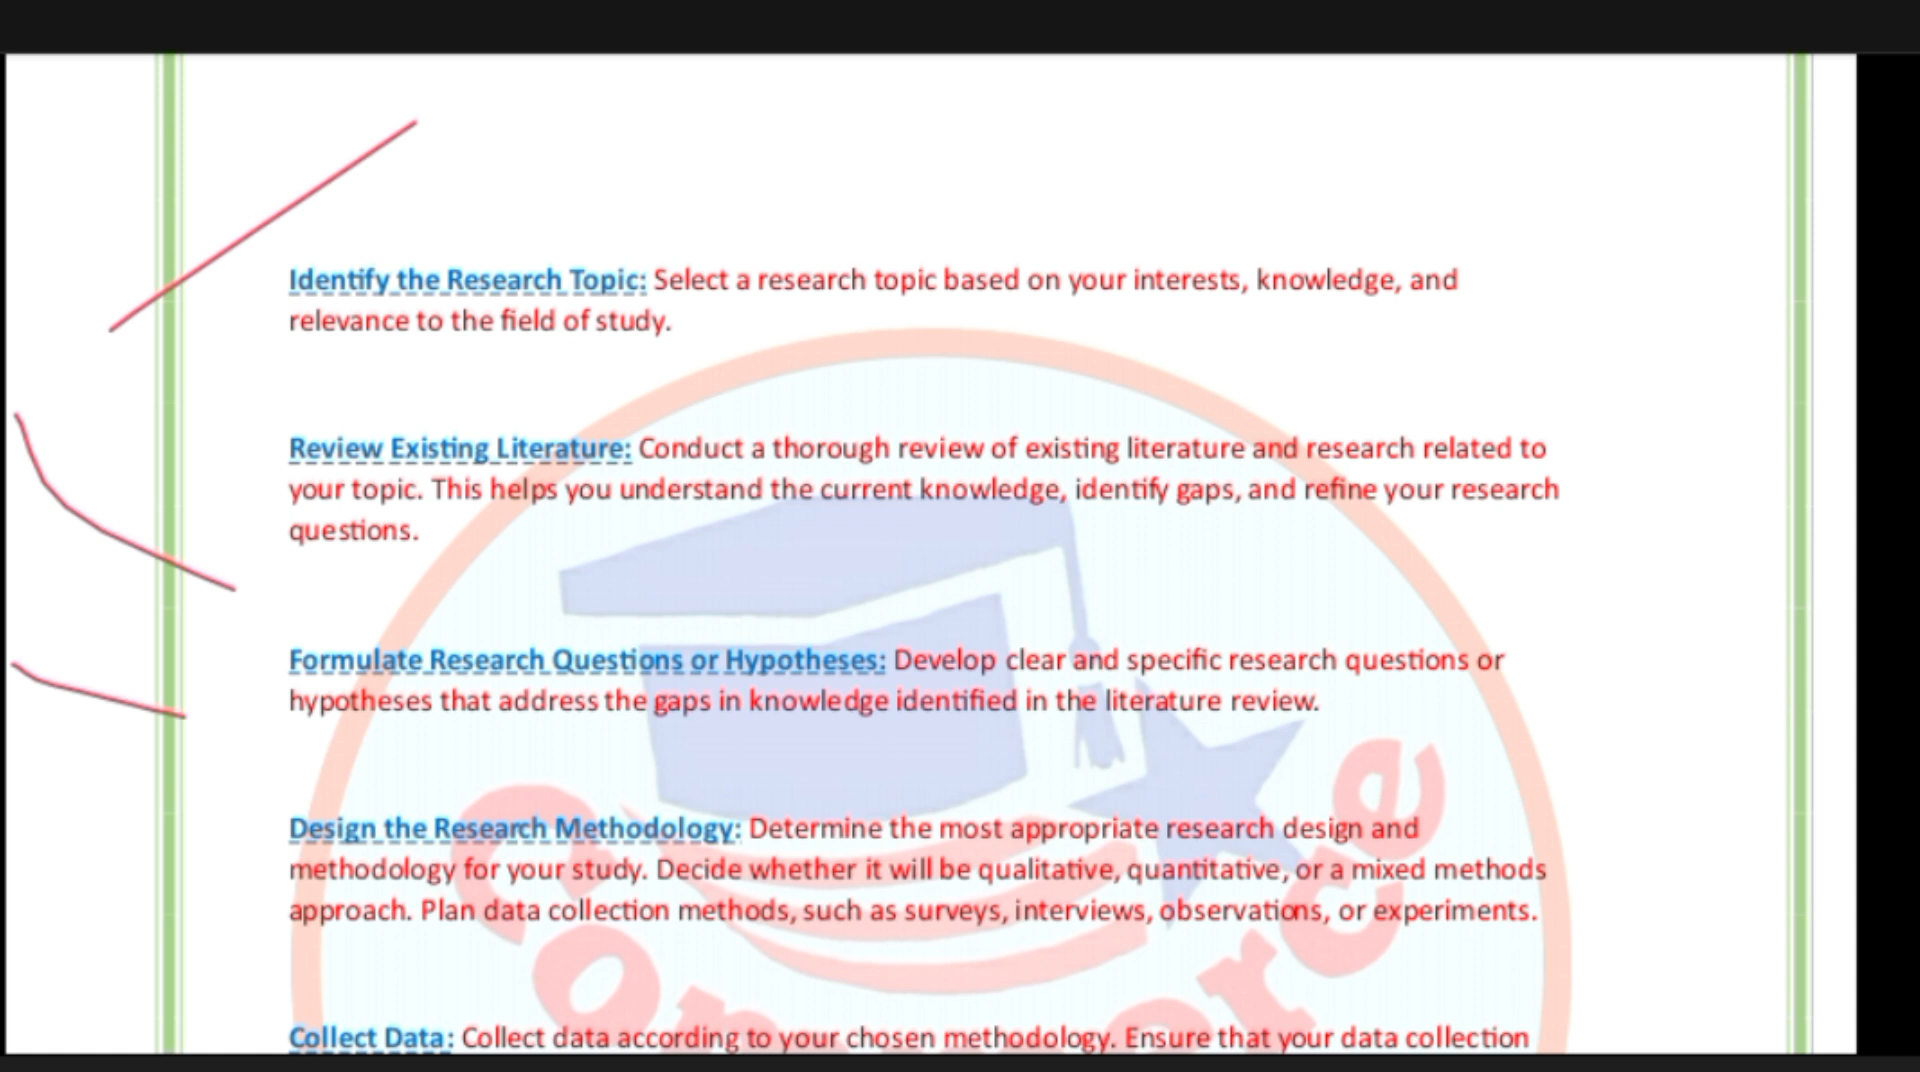 Identify the Research Topic: Select a research topic based on your interests, knowledge, and
relevance to the field of study.
Review Existing Literature: Conduct a thorough review of existing literature and research related to
your topic. This helps you understand the current knowledge, identify gaps, and refine your research
questions.
Formulate Research Questions or Hypotheses: Develop clear and specific research questions or
hypotheses that address the gaps in knowledge identified in the literature review.
Design the Research Methodology: Determine the most appropriate research design and
methodology for your study. Decide whether it will be qualitative, quantitative, or a mixed methods
approach. Plan data collection methods, such as surveys, interviews, observations, or experiments.
Collect Data: Collect data according to your chosen methodology. Ensure that your data collection